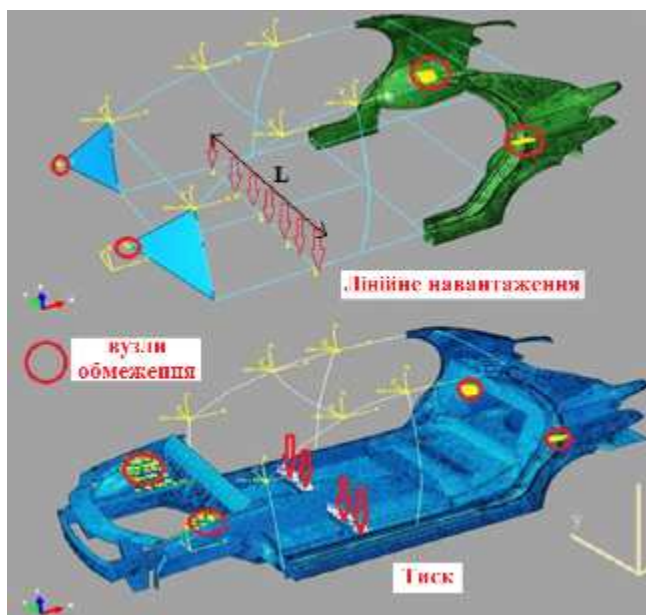 L
Лінійне навантаження
вузли
обмеження
Тиск
y